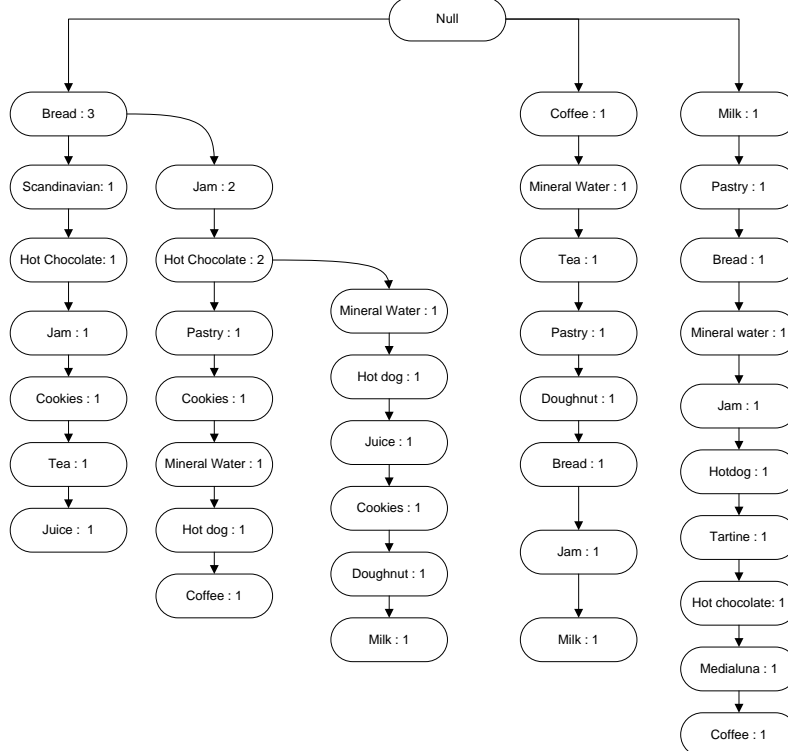 Null
Bread : 3
Scandinavian: 1
Hot Chocolate: 1
Jam : 1
Cookies : 1
Tea : 1
Juice :  1
Jam : 2
Hot Chocolate : 2
Pastry : 1
Cookies : 1
Mineral Water : 1
Hot dog : 1
Coffee : 1
Mineral Water : 1
Hot dog : 1
Juice : 1
Cookies : 1
Doughnut : 1
Milk : 1
Coffee : 1
Mineral Water : 1
Tea : 1
Pastry : 1
Doughnut : 1
Bread : 1
Jam : 1
Milk : 1
Milk : 1
Pastry : 1
Bread : 1
Mineral water : 1
Jam : 1
Hotdog : 1
Tartine : 1
Hot chocolate: 1
Medialuna : 1
Coffee : 1